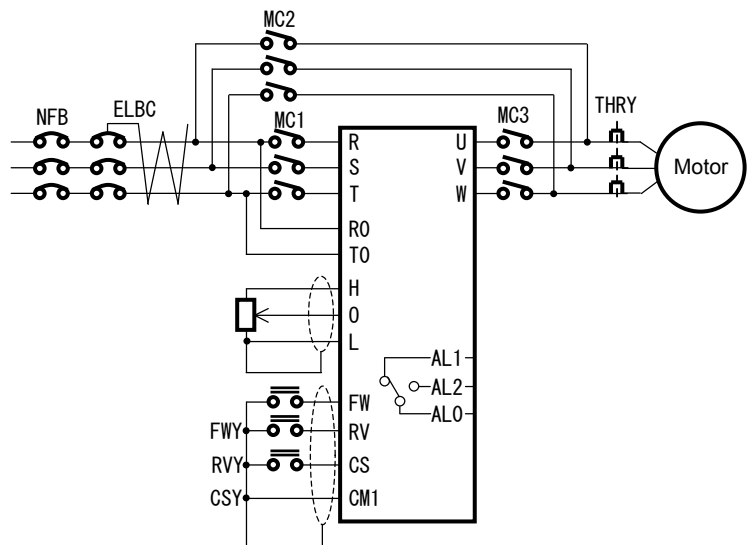 MC2
NFB
ELBC
MC1
MC3
THRY
R
U
S
V
T
W
Motor
R0
T0
H
O
L
AL1
AL2
AL0
FW
FWY
RV
RVY
CS
CSY
CM1